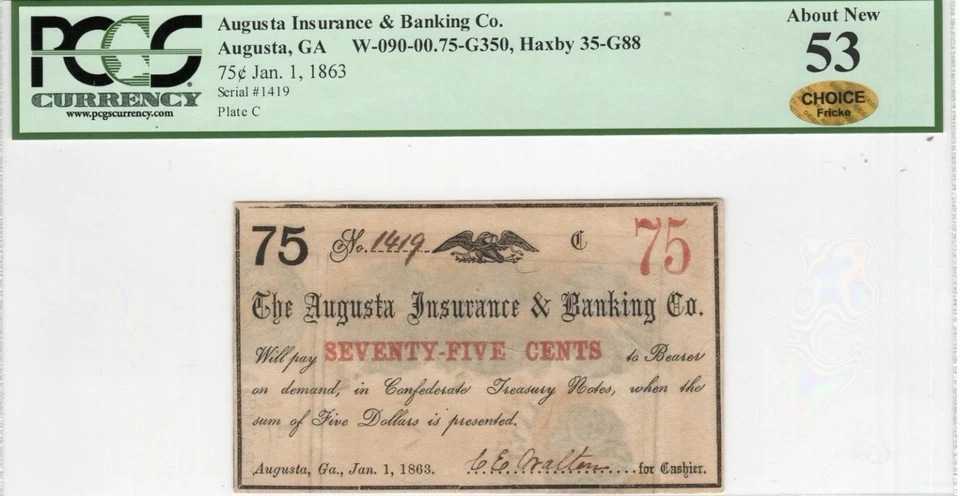 PCGS
CURRENCY
www.pcgscurrency.com
Augusta Insurance & Banking Co.
Augusta, GA W-090-00.75-G350, Haxby 35-G88
75¢ Jan. 1, 1863
Serial #1419
Plate C
About New
53
CHOICE
Fricke
75 No. 1419 C 75
The Augusta Insurance & Banking Co.
Will pay SEVENTY-FIVE CENTS to Bearer
on demand, in Confederate Treasury Notes, when the
sum of Five Dollars is presented.
Augusta, Ga., Jan. 1, 1863. C E Walton for Cashier.